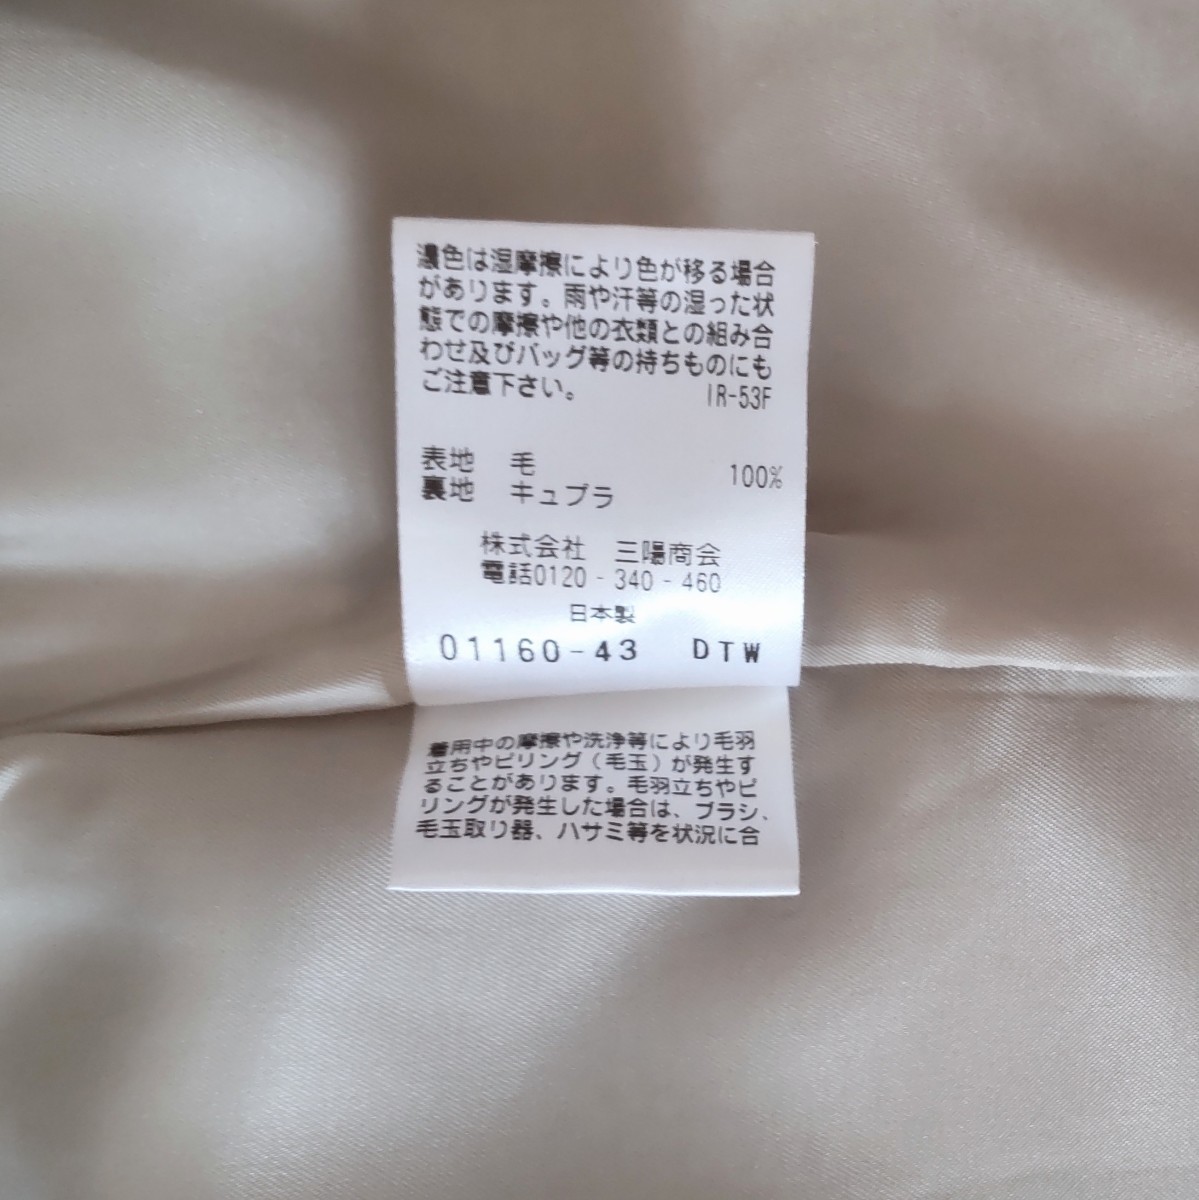 濃色は湿摩擦により色が移る場合
があります。雨や汗等の湿った状
態での摩擦や他の衣類との組み合
わせ及びバッグ等の持ちものにも
ご注意下さい。 IR-53F
表地 毛 100%
裏地 キュプラ
株式会社 三陽商会
電話0120-340-460
日本製
01160-43 DTW
着用中の摩擦や洗浄等により毛羽
立ちやピリング(毛玉)が発生す
ることがあります。毛羽立ちやピ
リングが発生した場合は、ブラシ、
毛玉取り器、ハサミ等を状況に合